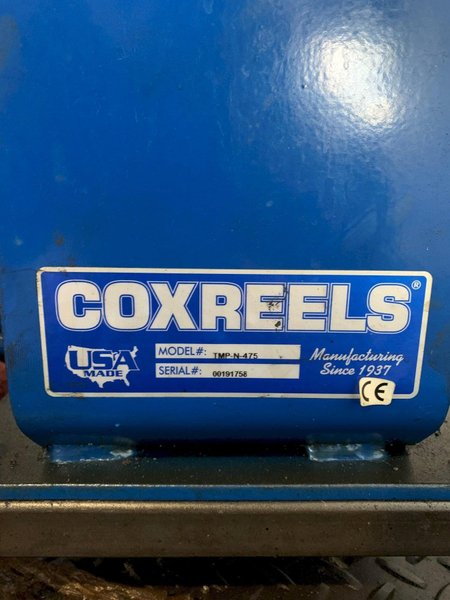 COXREELS®
USA
MADE
MODEL#: TMP-N-475
SERIAL#: 00191758
Manufacturing
Since 1937
CE